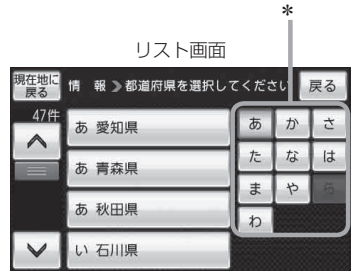 *
リスト画面
現在地に
戻る
情 報 》都道府県を選択してください
戻る
47件
あ 愛知県
あ 青森県
あ 秋田県
い 石川県
あ か さ
た な は
ま や ら
わ